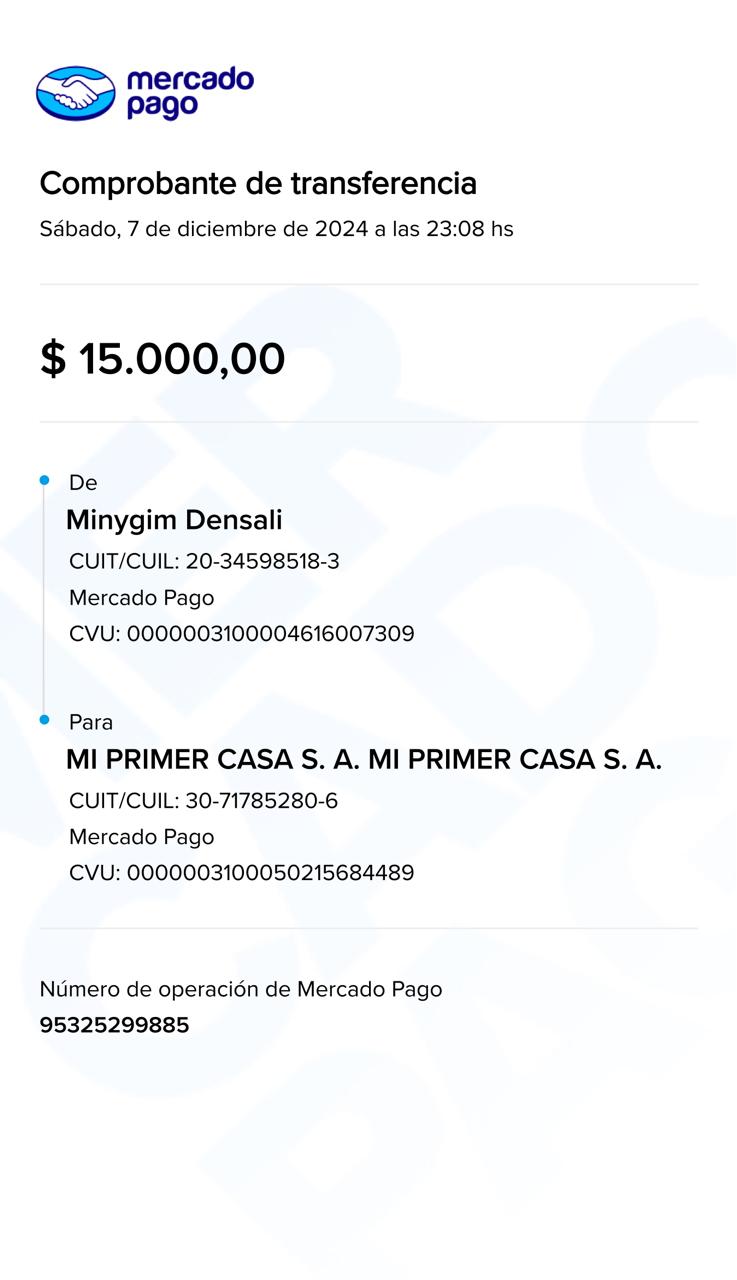 mercado
pago
Comprobante de transferencia
Sábado, 7 de diciembre de 2024 a las 23:08 hs
$ 15.000,00
De
Minygim Densali
CUIT/CUIL: 20-34598518-3
Mercado Pago
CVU: 0000003100004616007309
Para
MI PRIMER CASA S. A. MI PRIMER CASA S. A.
CUIT/CUIL: 30-71785280-6
Mercado Pago
CVU: 0000003100050215684489
Número de operación de Mercado Pago
95325299885
MERCADO
PAGO